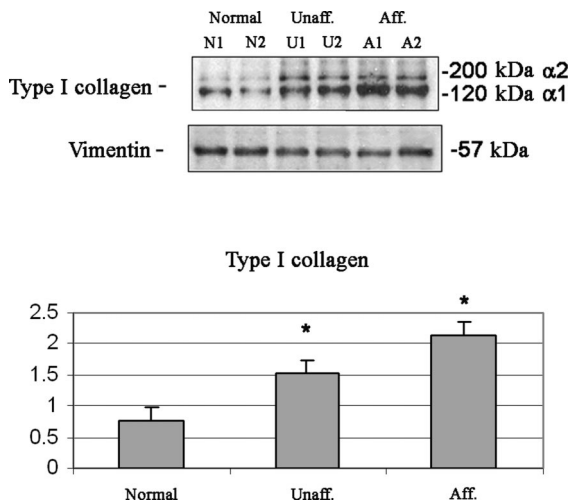 Normal Unaff. Aff.
N1 N2 U1 U2 A1 A2
Type I collagen - -200 kDa α2
-120 kDa α1
Vimentin - -57 kDa
Type I collagen
2.5
*
2
*
1.5
1
0.5
0
Normal Unaff. Aff.